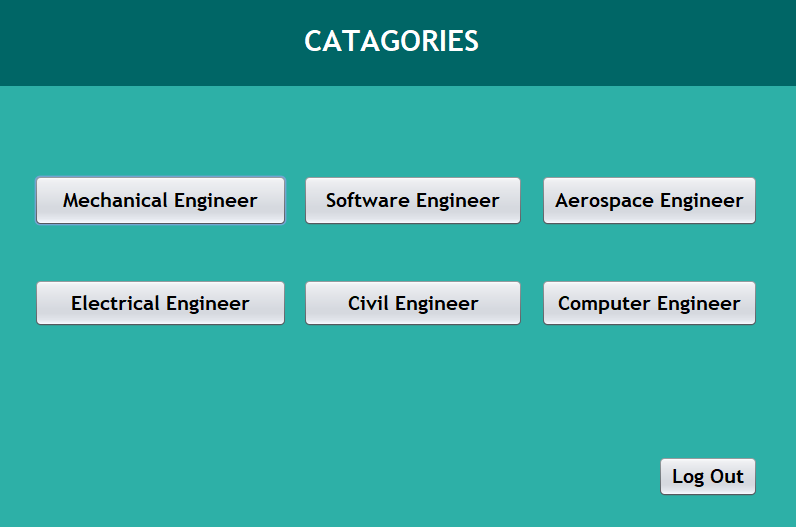 CATAGORIES
Mechanical Engineer
Software Engineer
Aerospace Engineer
Electrical Engineer
Civil Engineer
Computer Engineer
Log Out